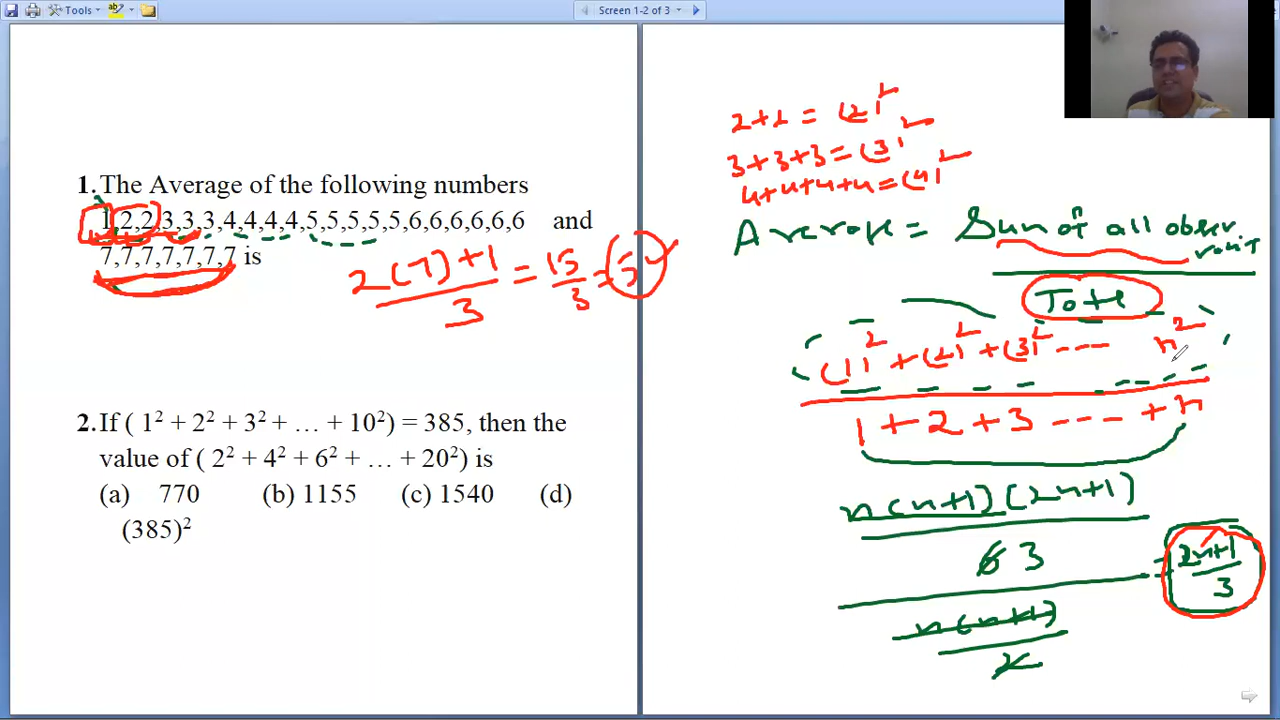 Tools
Screen 1-2 of 3
1. The Average of the following numbers
1,2,2,3,3,3,4,4,4,4,5,5,5,5,5,6,6,6,6,6,6 and
7,7,7,7,7,7,7 is
2(7)+1 / 3 = 15/3 = 5
2. If ( 1² + 2² + 3² + … + 10² ) = 385, then the
value of ( 2² + 4² + 6² + … + 20² ) is
(a) 770 (b) 1155 (c) 1540 (d)
(385)²
2+2 = (2)²
3+3+3 = (3)²
4+4+4+4 = (4)²
Average = Sum of all obser
Total
(1)² + (2)² + (3)² --- n²
1 + 2 + 3 --- + n
n(n+1)(2n+1)
6 3
n(n+1)
2
= 2n+1
3